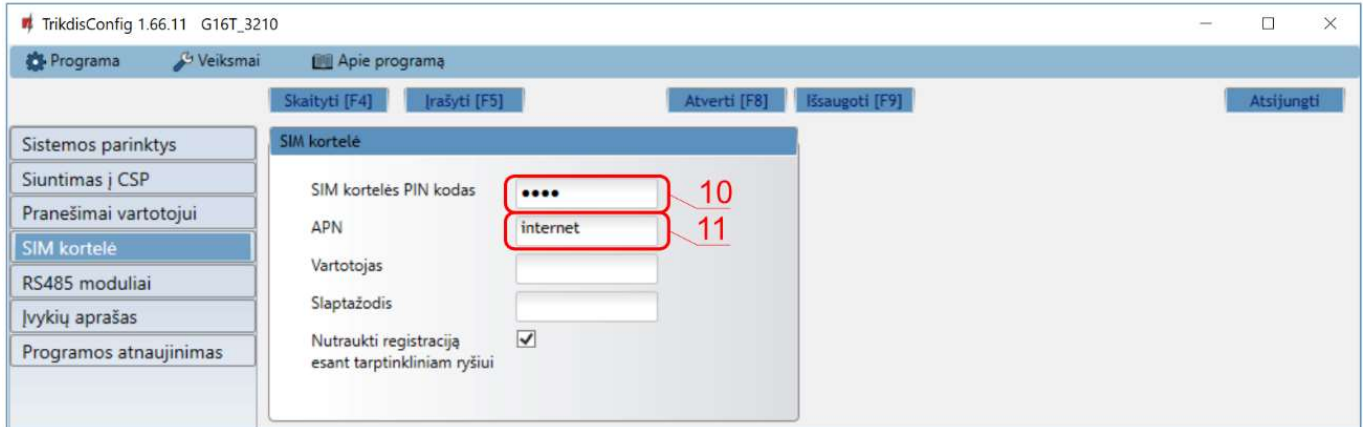 TrikdisConfig 1.66.11 G16T_3210
Programa Veiksmai Apie programą
Skaityti [F4] Įrašyti [F5] Atverti [F8] Išsaugoti [F9] Atsijungti
Sistemos parinktys
Siuntimas į CSP
Pranešimai vartotojui
SIM kortelė
RS485 moduliai
Įvykių aprašas
Programos atnaujinimas
SIM kortelė
SIM kortelės PIN kodas •••• 10
APN internet 11
Vartotojas
Slaptažodis
Nutraukti registraciją
esant tarptinkliniam ryšiui